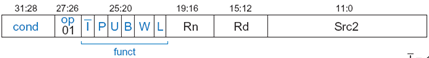 31:28 27:26 25:20 19:16 15:12 11:0
cond op 01 I̅ P U B W L Rn Rd Src2
funct